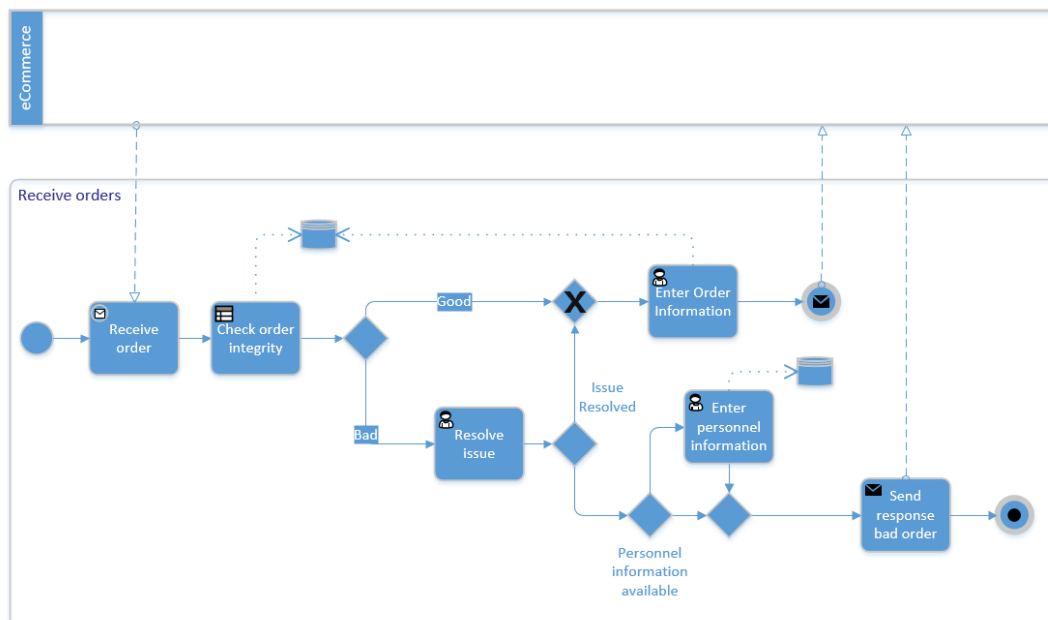 eCommerce
Receive orders
Receive
order
Check order
integrity
Good
Bad
Resolve
issue
Issue
Resolved
X
Enter Order
Information
Enter
personnel
information
Personnel
information
available
Send
response
bad order